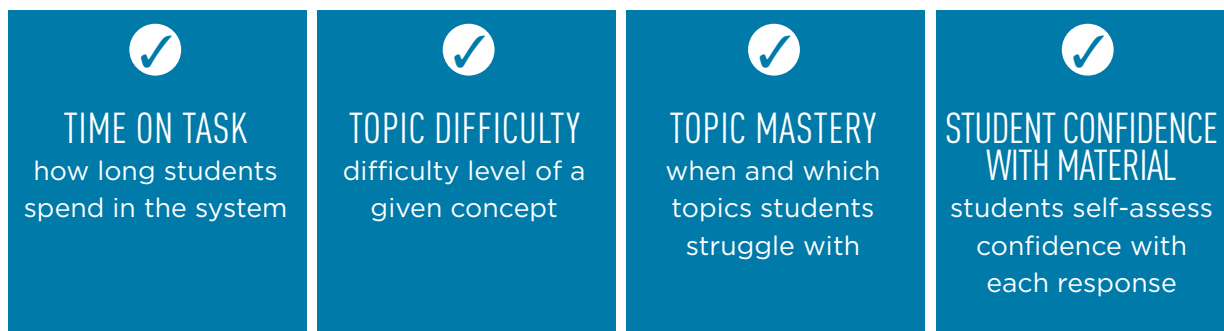 TIME ON TASK
how long students
spend in the system
TOPIC DIFFICULTY
difficulty level of a
given concept
TOPIC MASTERY
when and which
topics students
struggle with
STUDENT CONFIDENCE
WITH MATERIAL
students self-assess
confidence with
each response